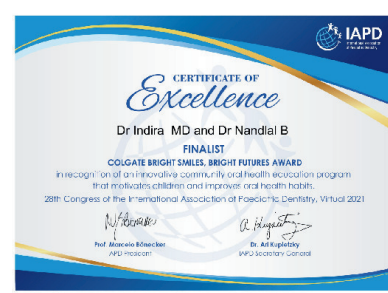 IAPD
CERTIFICATE OF
Excellence
Dr Indira MD and Dr Nandlal B
FINALIST
COLGATE BRIGHT SMILES, BRIGHT FUTURES AWARD
in recognition of an innovative community oral health education program
that motivates children and improves oral health habits.
28th Congress of the International Association of Paediatric Dentistry, Virtual 2021
Prof. Marcelo Bönecker
IAPD President
Dr. Ari Kupietzky
IAPD Secretary General